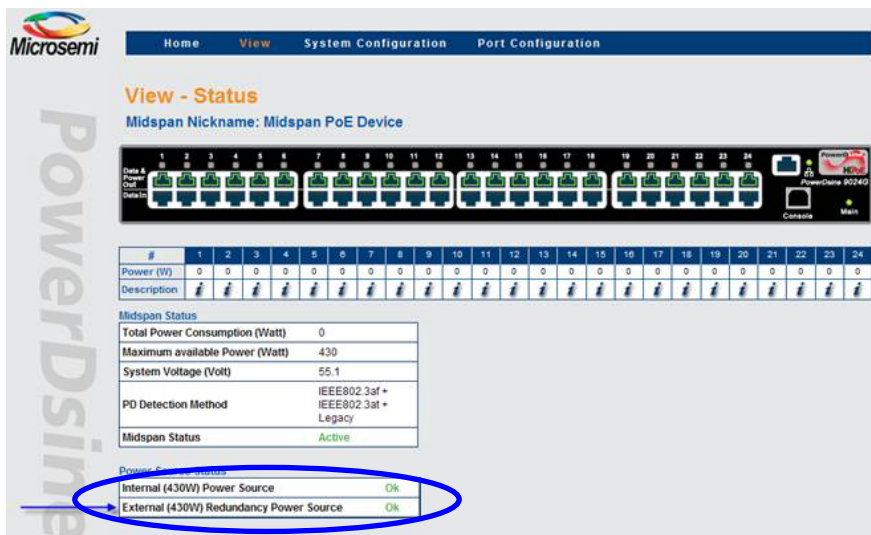 Microsemi
Home View System Configuration Port Configuration
PowerDsine
View - Status
Midspan Nickname: Midspan PoE Device
1 2 3 4 5 6 7 8 9 10 11 12 13 14 15 16 17 18 19 20 21 22 23 24
Data & Power Out
Data In
PowerDsine 9024G
Console
Main
# 1 2 3 4 5 6 7 8 9 10 11 12 13 14 15 16 17 18 19 20 21 22 23 24
Power (W) 0 0 0 0 0 0 0 0 0 0 0 0 0 0 0 0 0 0 0 0 0 0 0 0
Description i i i i i i i i i i i i i i i i i i i i i i i i
Midspan Status
Total Power Consumption (Watt) 0
Maximum available Power (Watt) 430
System Voltage (Volt) 55.1
PD Detection Method IEEE802.3af + IEEE802.3at + Legacy
Midspan Status Active
Power Source Status
Internal (430W) Power Source Ok
External (430W) Redundancy Power Source Ok